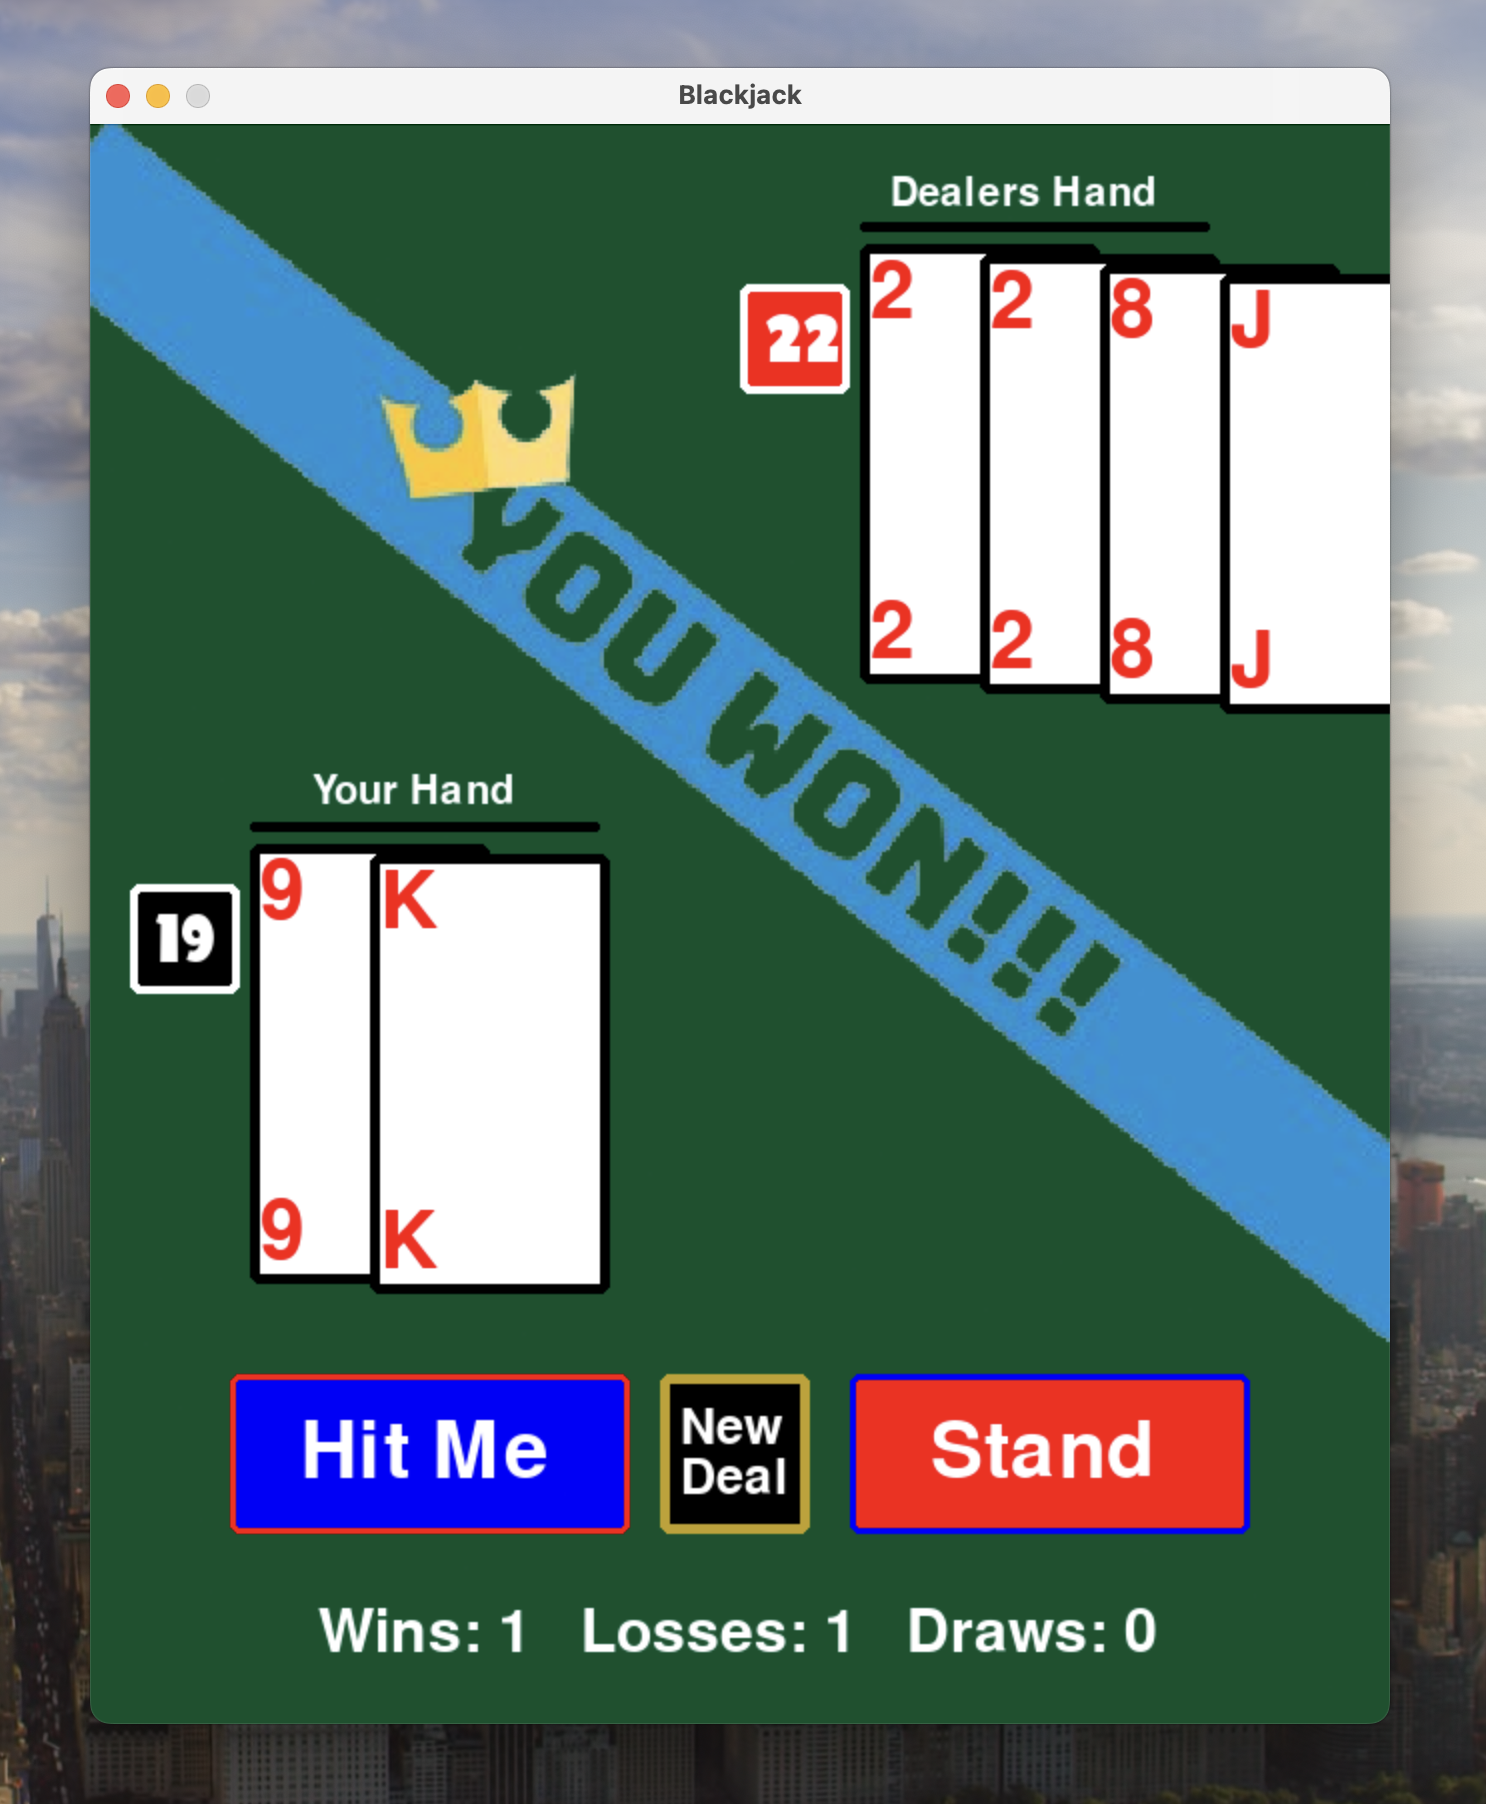 Blackjack
Dealers Hand
22
2 2 8 J
2 2 8 J
YOU WON!!!
Your Hand
19
9 K
9 K
Hit Me
New
Deal
Stand
Wins: 1 Losses: 1 Draws: 0